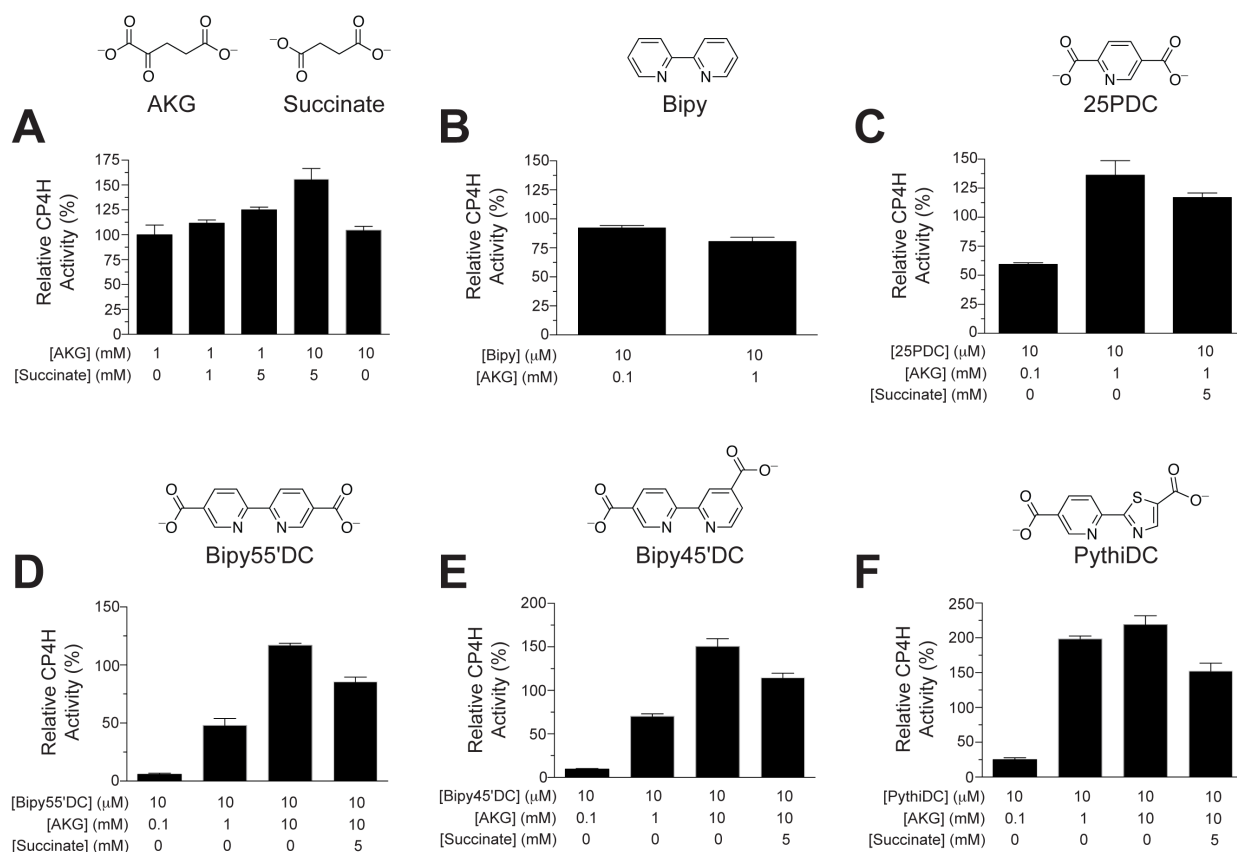 O O O O
⁻O O⁻ ⁻O O⁻
O O
AKG Succinate
A
Relative CP4H
Activity (%)
175
150
125
100
75
50
25
0
[AKG] (mM) 1 1 1 10 10
[Succinate] (mM) 0 1 5 5 0
N N
Bipy
B
Relative CP4H
Activity (%)
150
125
100
75
50
25
0
[Bipy] (µM) 10 10
[AKG] (mM) 0.1 1
O O
⁻O N O⁻
25PDC
C
Relative CP4H
Activity (%)
150
125
100
75
50
25
0
[25PDC] (µM) 10 10 10
[AKG] (mM) 0.1 1 1
[Succinate] (mM) 0 0 5
O O
⁻O N N O⁻
Bipy55'DC
D
Relative CP4H
Activity (%)
150
100
50
0
[Bipy55'DC] (µM) 10 10 10 10
[AKG] (mM) 0.1 1 10 10
[Succinate] (mM) 0 0 0 5
O O⁻
O
⁻O N N
Bipy45'DC
E
Relative CP4H
Activity (%)
200
150
100
50
0
[Bipy45'DC] (µM) 10 10 10 10
[AKG] (mM) 0.1 1 10 10
[Succinate] (mM) 0 0 0 5
O
S O⁻
O
⁻O N N
PythiDC
F
Relative CP4H
Activity (%)
250
200
150
100
50
0
[PythiDC] (µM) 10 10 10 10
[AKG] (mM) 0.1 1 10 10
[Succinate] (mM) 0 0 0 5